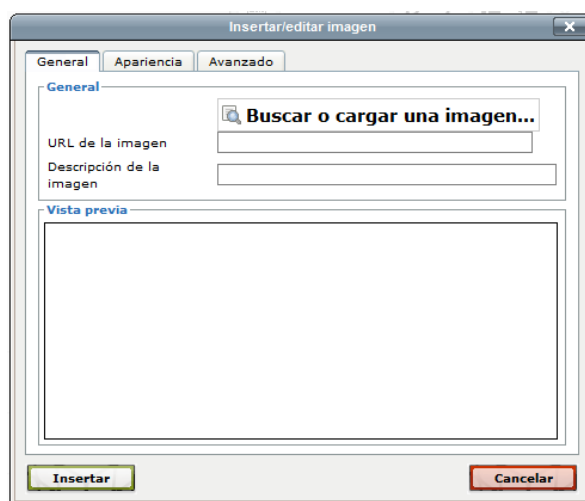 Insertar/editar imagen
General Apariencia Avanzado
General
Buscar o cargar una imagen...
URL de la imagen
Descripción de la
imagen
Vista previa
Insertar Cancelar